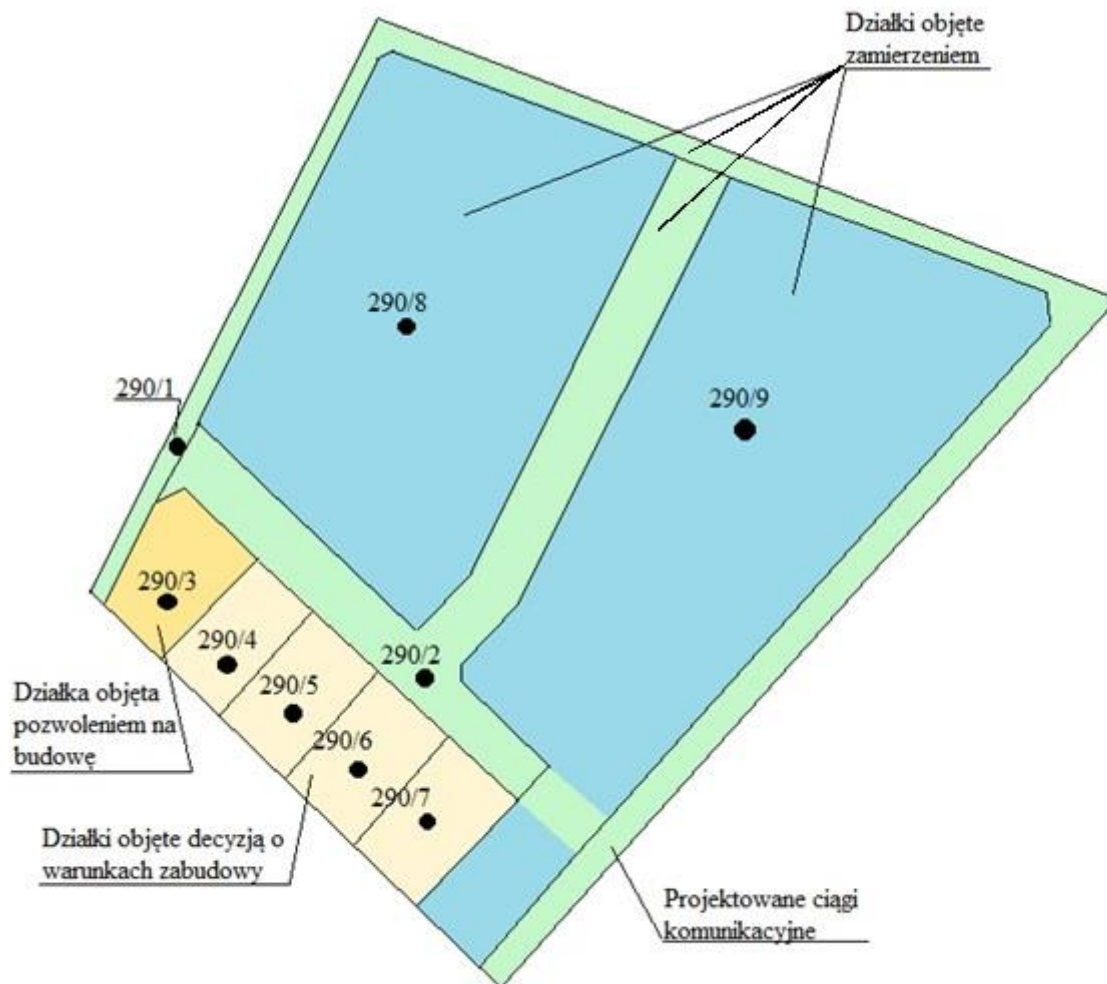 Działki objęte
zamierzeniem
290/8
290/1
290/9
290/3
290/4
290/2
290/5
290/6
290/7
Działka objęta
pozwoleniem na
budowę
Działki objęte decyzją o
warunkach zabudowy
Projektowane ciągi
komunikacyjne